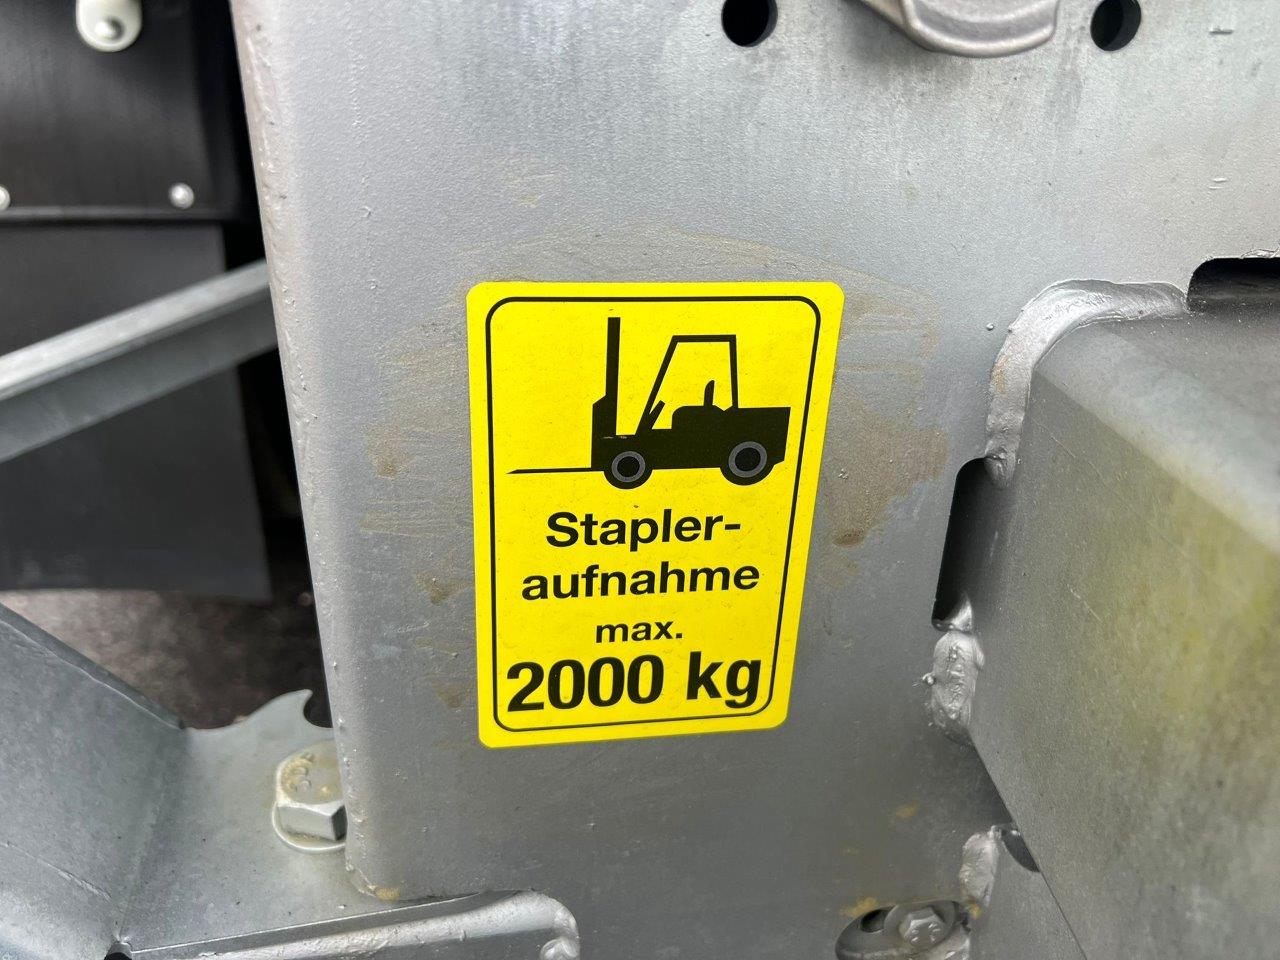 Stapler-
aufnahme
max.
2000 kg